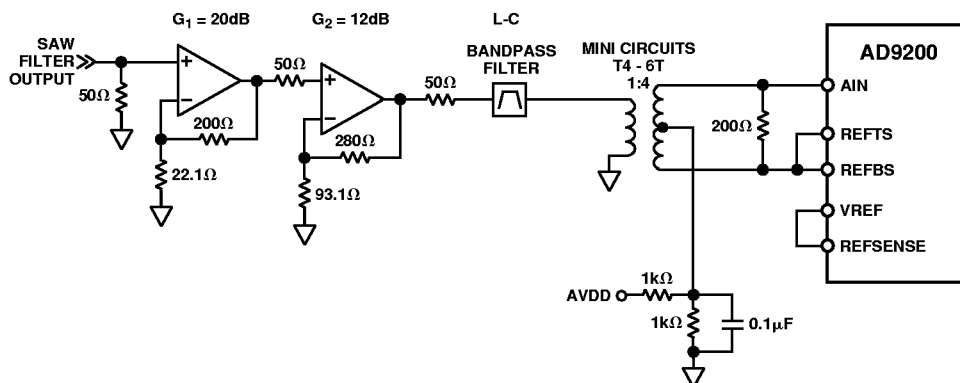 G1 = 20dB
G2 = 12dB
L-C
BANDPASS
FILTER
MINI CIRCUITS
T4 - 6T
1:4
AD9200
SAW
FILTER
OUTPUT
+
–
50Ω
200Ω
22.1Ω
50Ω
+
–
280Ω
93.1Ω
50Ω
200Ω
AIN
REFTS
REFBS
VREF
REFSENSE
AVDD
1kΩ
1kΩ
0.1μF